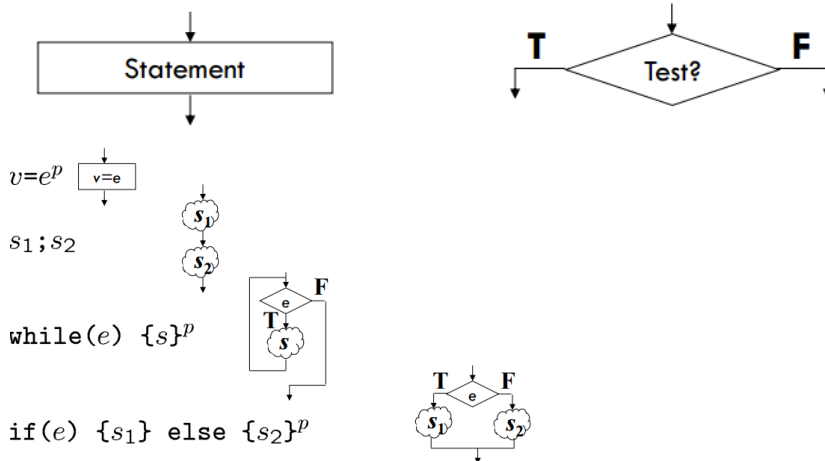 Statement
T Test? F
v=e^p v=e
s₁;s₂ s₁
s₂
while(e) {s}^p e F
T s
if(e) {s₁} else {s₂}^p T e F
s₁ s₂